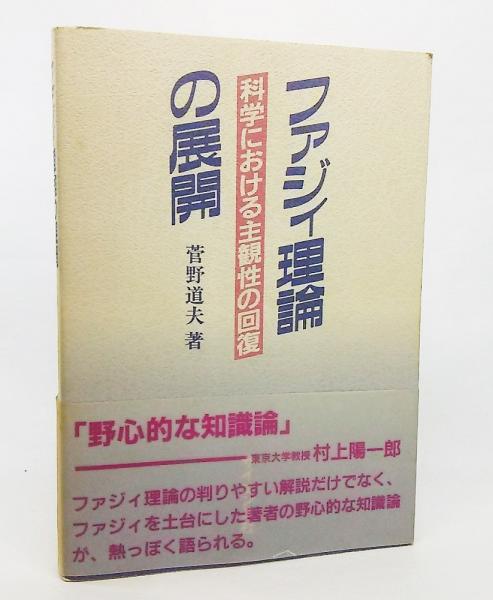 ファジィ理論
の展開
科学における主観性の回復
菅野道夫 著
「野心的な知識論」
東京大学教授 村上陽一郎
ファジィ理論の判りやすい解説だけでなく、
ファジィを土台にした著者の野心的な知識論
が、熱っぽく語られる。